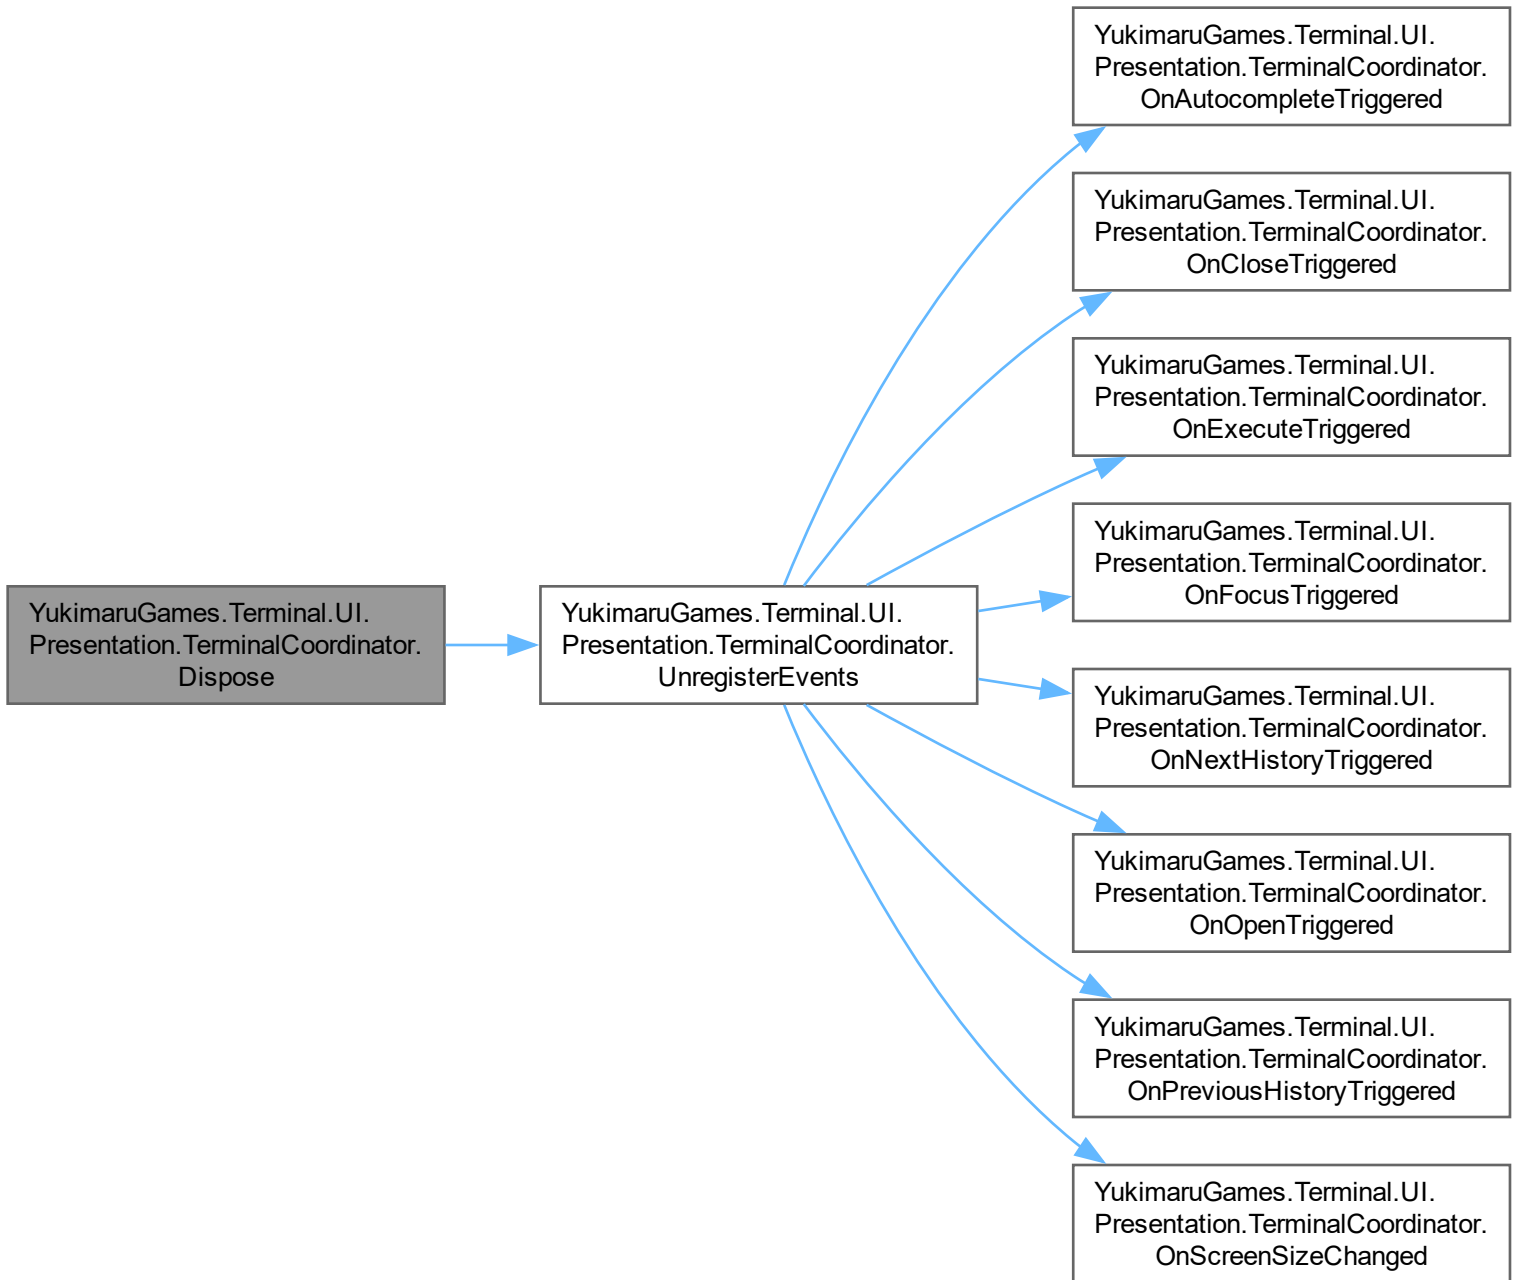 YukimaruGames.Terminal.UI.
Presentation.TerminalCoordinator.
Dispose
YukimaruGames.Terminal.UI.
Presentation.TerminalCoordinator.
UnregisterEvents
YukimaruGames.Terminal.UI.
Presentation.TerminalCoordinator.
OnAutocompleteTriggered
YukimaruGames.Terminal.UI.
Presentation.TerminalCoordinator.
OnCloseTriggered
YukimaruGames.Terminal.UI.
Presentation.TerminalCoordinator.
OnExecuteTriggered
YukimaruGames.Terminal.UI.
Presentation.TerminalCoordinator.
OnFocusTriggered
YukimaruGames.Terminal.UI.
Presentation.TerminalCoordinator.
OnNextHistoryTriggered
YukimaruGames.Terminal.UI.
Presentation.TerminalCoordinator.
OnOpenTriggered
YukimaruGames.Terminal.UI.
Presentation.TerminalCoordinator.
OnPreviousHistoryTriggered
YukimaruGames.Terminal.UI.
Presentation.TerminalCoordinator.
OnScreenSizeChanged